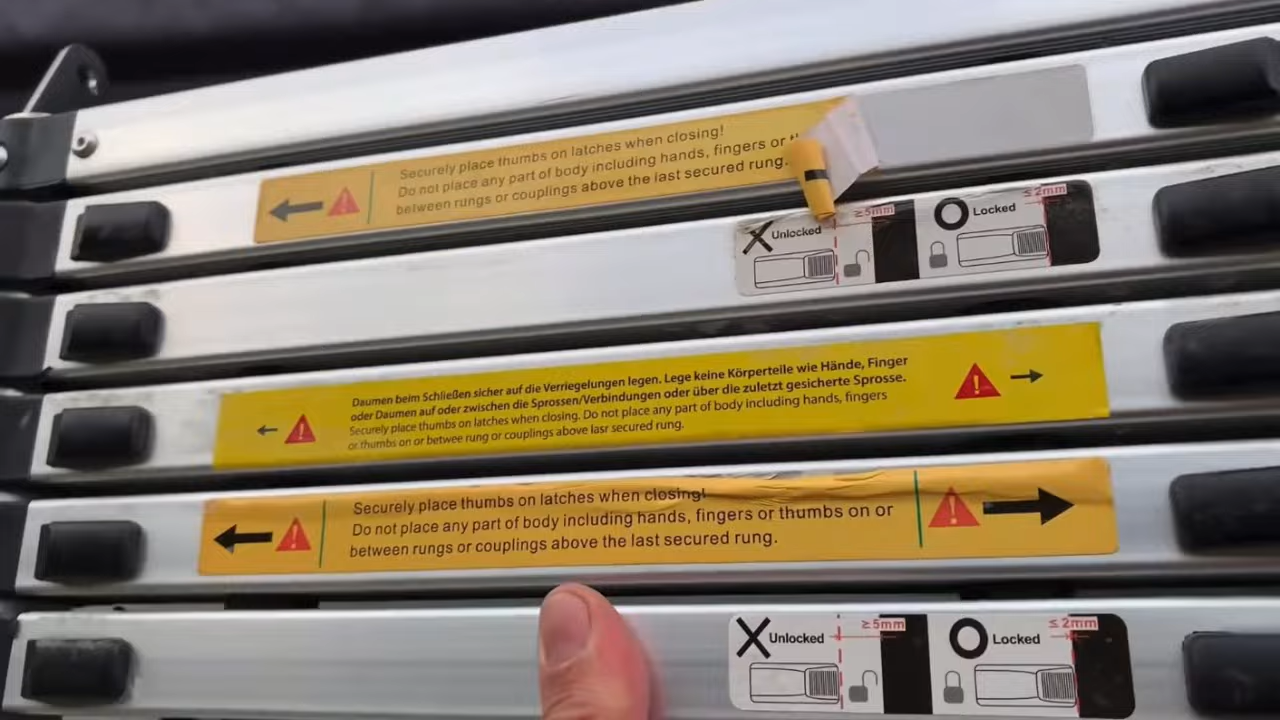 Securely place thumbs on latches when closing!
Do not place any part of body including hands, fingers or
between rungs or couplings above the last secured rung.
Unlocked
≥5mm
Locked
≤2mm
Daumen beim Schließen sicher auf die Verriegelungen legen. Lege keine Körperteile wie Hände, Finger
oder Daumen auf oder zwischen die Sprossen/Verbindungen oder über die zuletzt gesicherte Sprosse.
Securely place thumbs on latches when closing. Do not place any part of body including hands, fingers
or thumbs on or betwee rung or couplings above lasr secured rung.
Securely place thumbs on latches when closing!
Do not place any part of body including hands, fingers or thumbs on or
between rungs or couplings above the last secured rung.
Unlocked
≥5mm
Locked
≤2mm